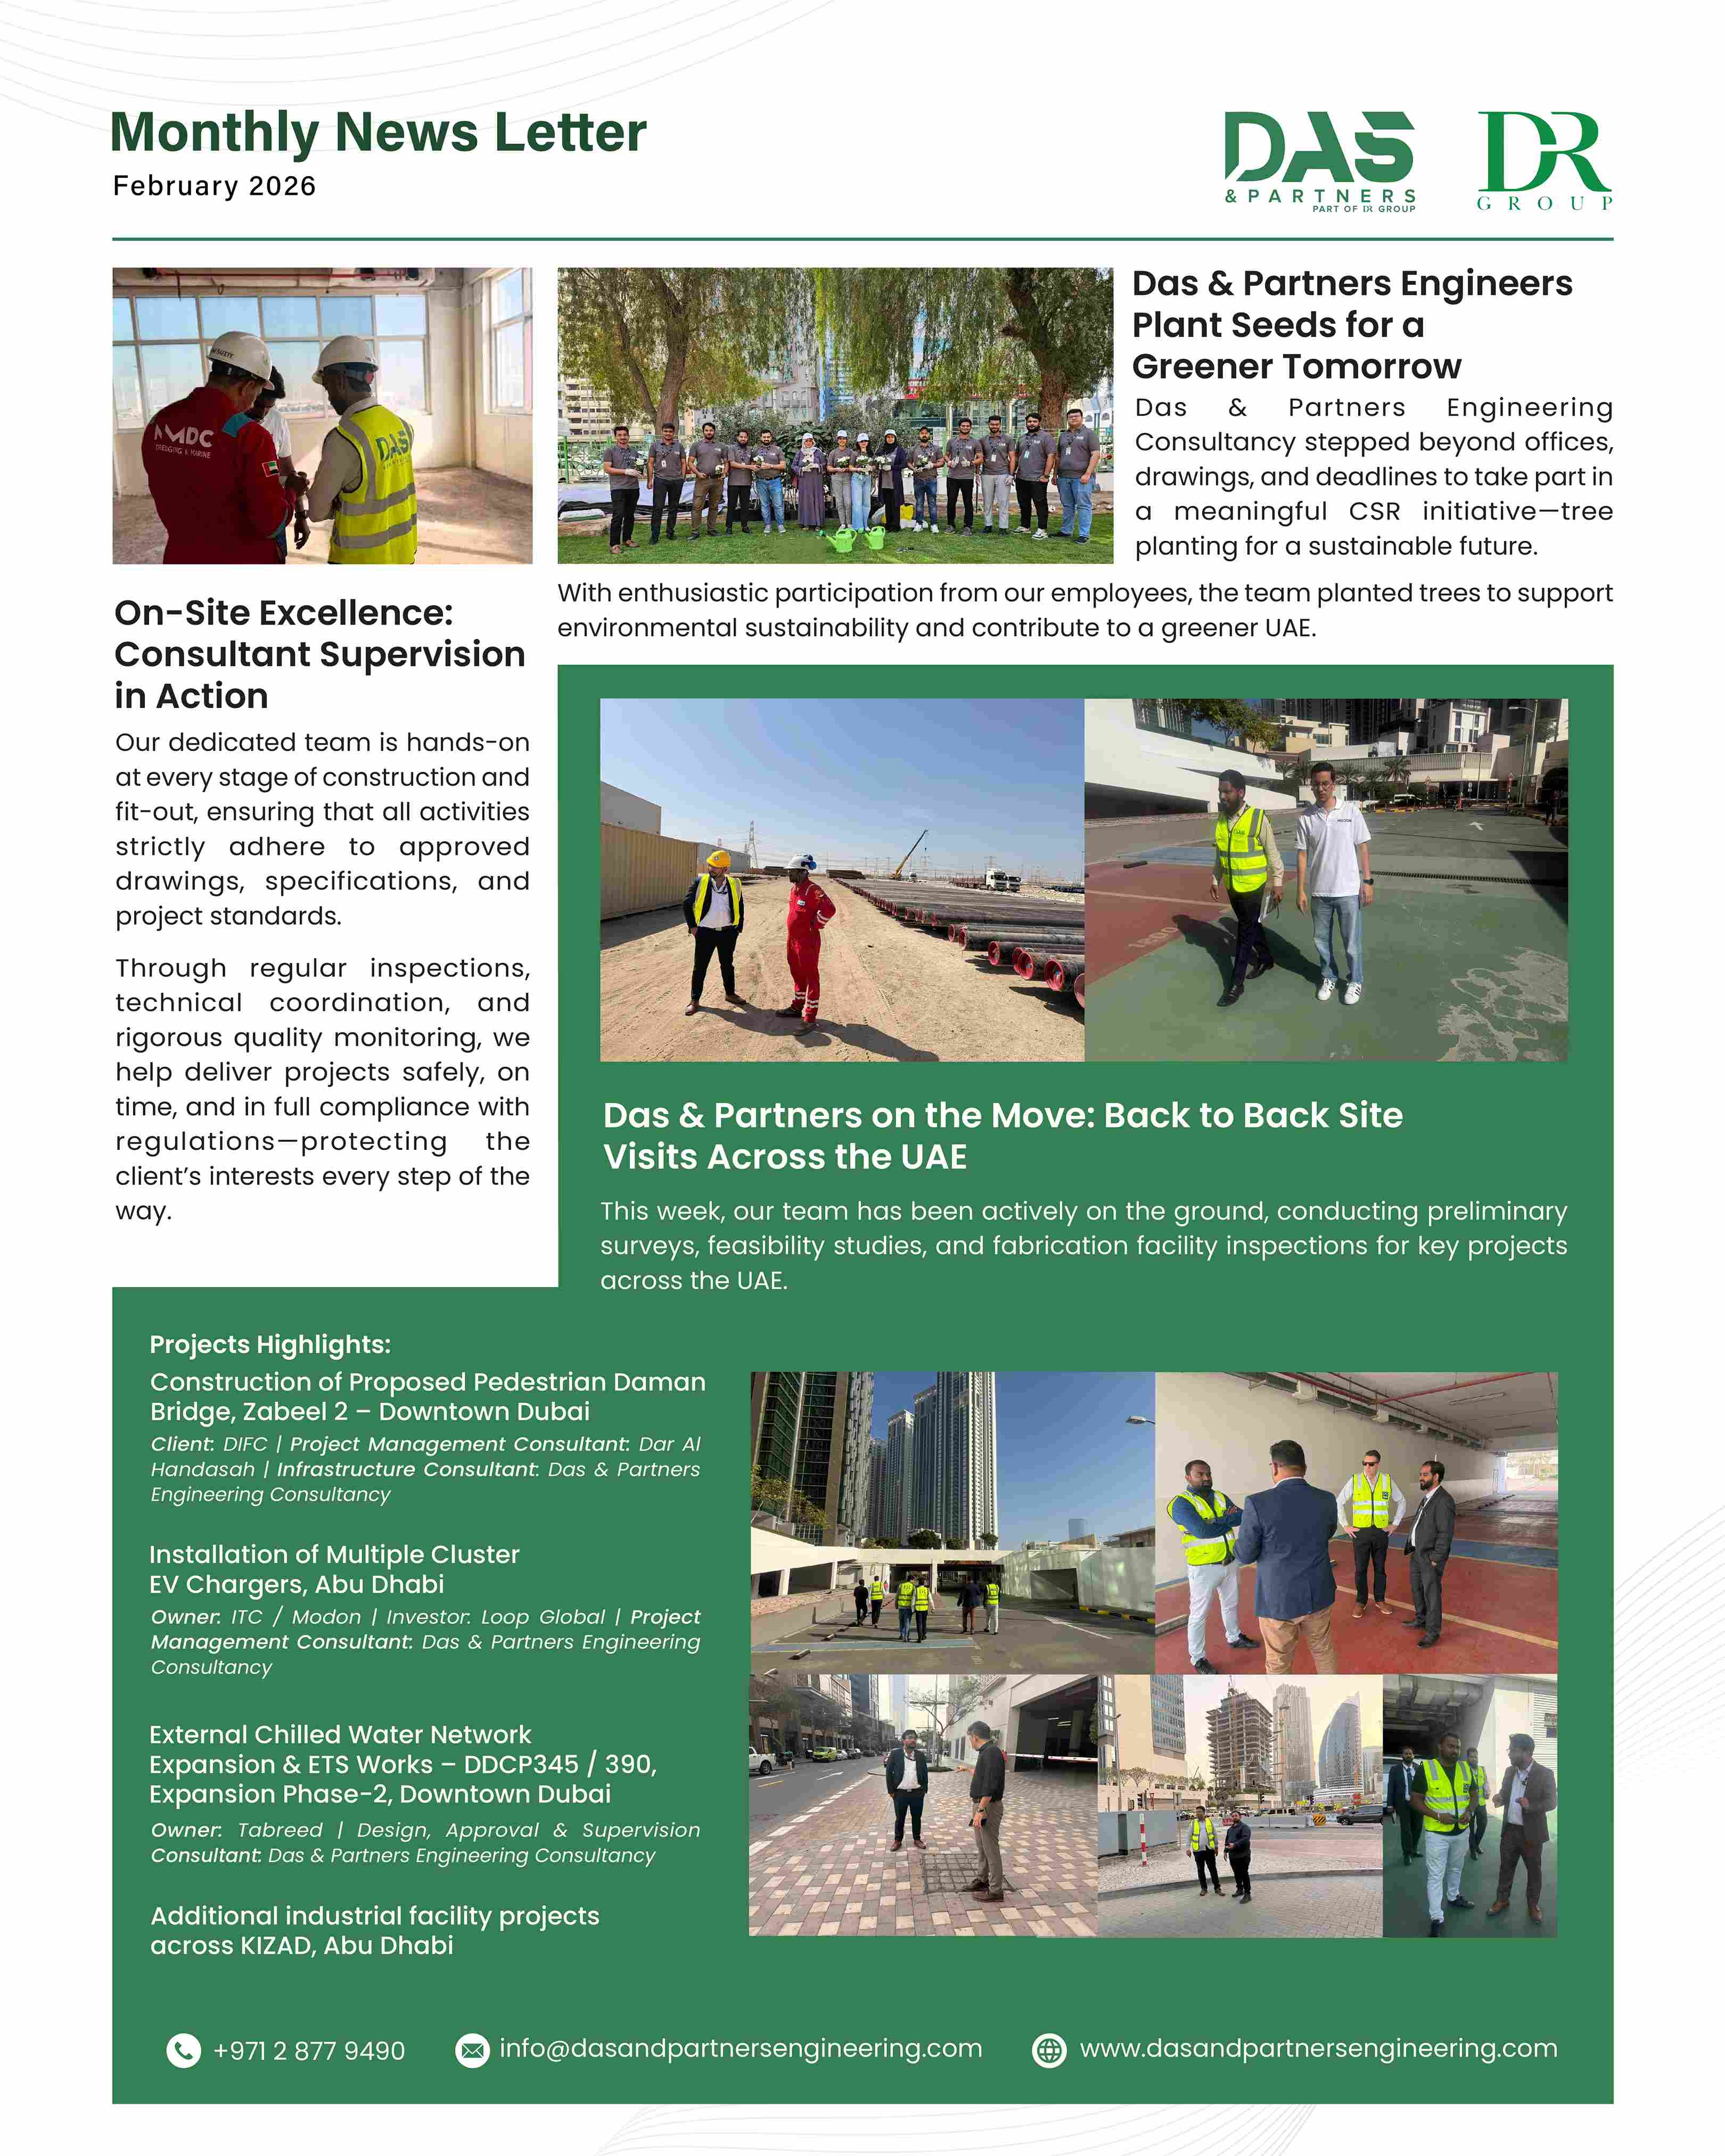 Monthly News Letter
February 2026
DAS
& PARTNERS
PART OF DR GROUP
DR
GROUP
NMDC
DREDGING & MARINE
DAS
On-Site Excellence:
Consultant Supervision
in Action
Our dedicated team is hands-on
at every stage of construction and
fit-out, ensuring that all activities
strictly adhere to approved
drawings, specifications, and
project standards.
Through regular inspections,
technical coordination, and
rigorous quality monitoring, we
help deliver projects safely, on
time, and in full compliance with
regulations—protecting the
client's interests every step of the
way.
Das & Partners Engineers
Plant Seeds for a
Greener Tomorrow
Das & Partners Engineering
Consultancy stepped beyond offices,
drawings, and deadlines to take part in
a meaningful CSR initiative—tree
planting for a sustainable future.
With enthusiastic participation from our employees, the team planted trees to support
environmental sustainability and contribute to a greener UAE.
Das & Partners on the Move: Back to Back Site
Visits Across the UAE
This week, our team has been actively on the ground, conducting preliminary
surveys, feasibility studies, and fabrication facility inspections for key projects
across the UAE.
Projects Highlights:
Construction of Proposed Pedestrian Daman
Bridge, Zabeel 2 – Downtown Dubai
Client: DIFC | Project Management Consultant: Dar Al
Handasah | Infrastructure Consultant: Das & Partners
Engineering Consultancy
Installation of Multiple Cluster
EV Chargers, Abu Dhabi
Owner: ITC / Modon | Investor: Loop Global | Project
Management Consultant: Das & Partners Engineering
Consultancy
External Chilled Water Network
Expansion & ETS Works – DDCP345 / 390,
Expansion Phase-2, Downtown Dubai
Owner: Tabreed | Design, Approval & Supervision
Consultant: Das & Partners Engineering Consultancy
Additional industrial facility projects
across KIZAD, Abu Dhabi
+971 2 877 9490
info@dasandpartnersengineering.com
www.dasandpartnersengineering.com